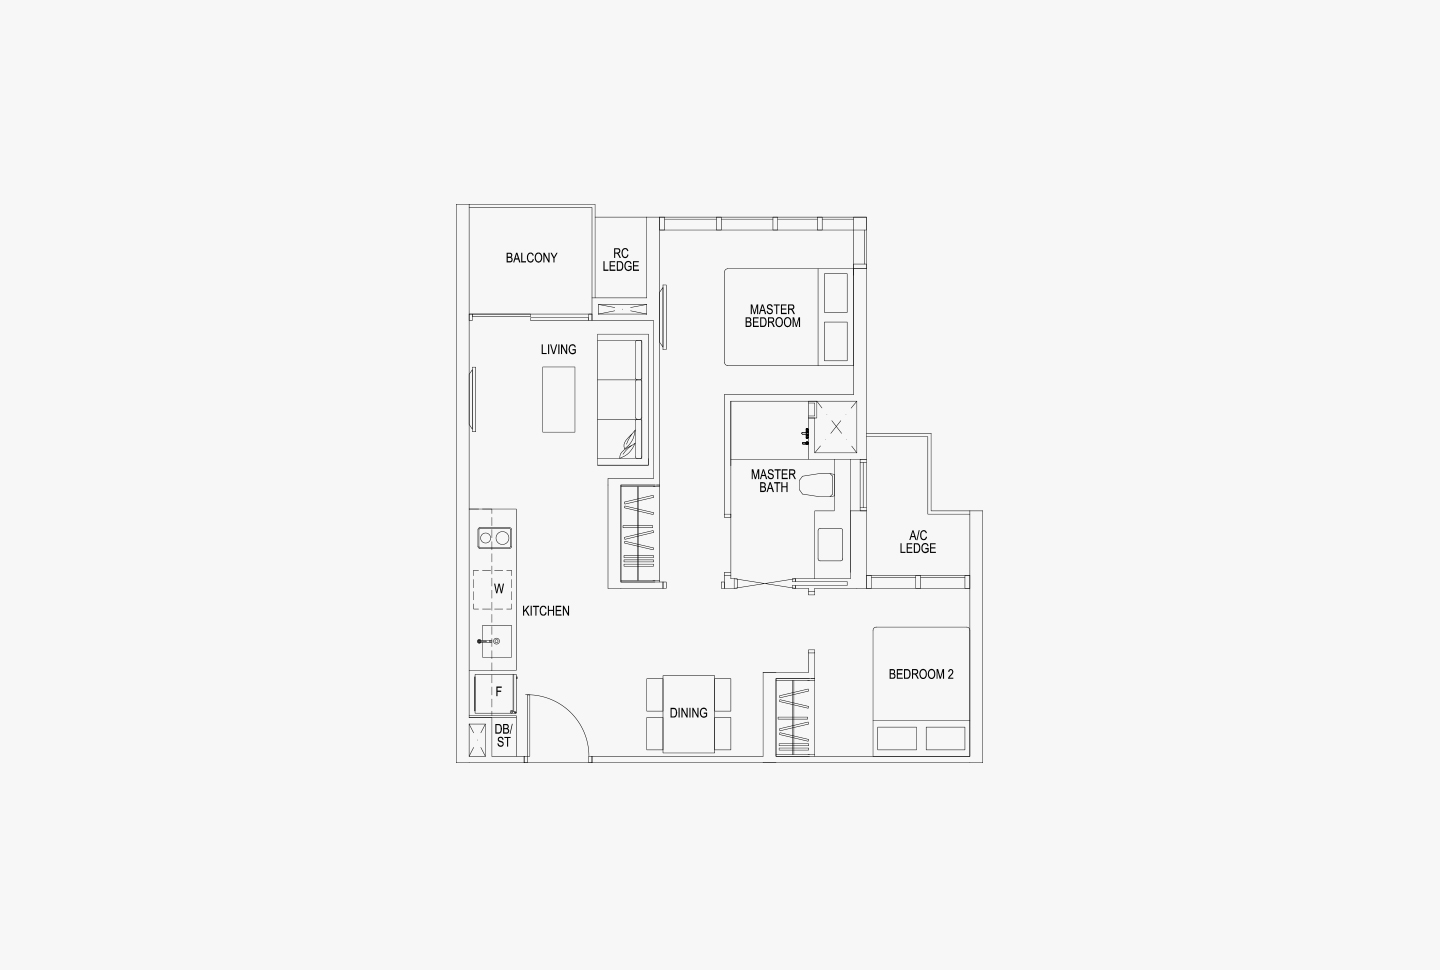 BALCONY
RC
LEDGE
MASTER
BEDROOM
LIVING
MASTER
BATH
A/C
LEDGE
W
KITCHEN
BEDROOM 2
F
DINING
DB/
ST